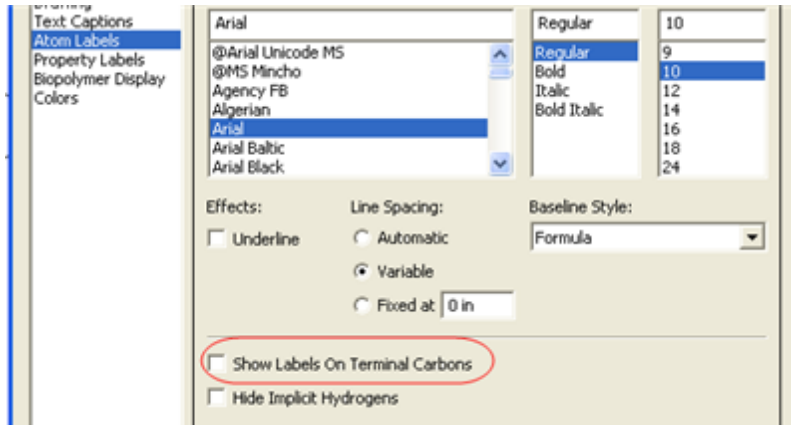 Drawing
Text Captions
Atom Labels
Property Labels
Biopolymer Display
Colors
Arial
@Arial Unicode MS
@MS Mincho
Agency FB
Algerian
Arial
Arial Baltic
Arial Black
Regular
Regular
Bold
Italic
Bold Italic
10
9
10
12
14
16
18
24
Effects:
Underline
Line Spacing:
Automatic
Variable
Fixed at 0 in
Baseline Style:
Formula
Show Labels On Terminal Carbons
Hide Implicit Hydrogens